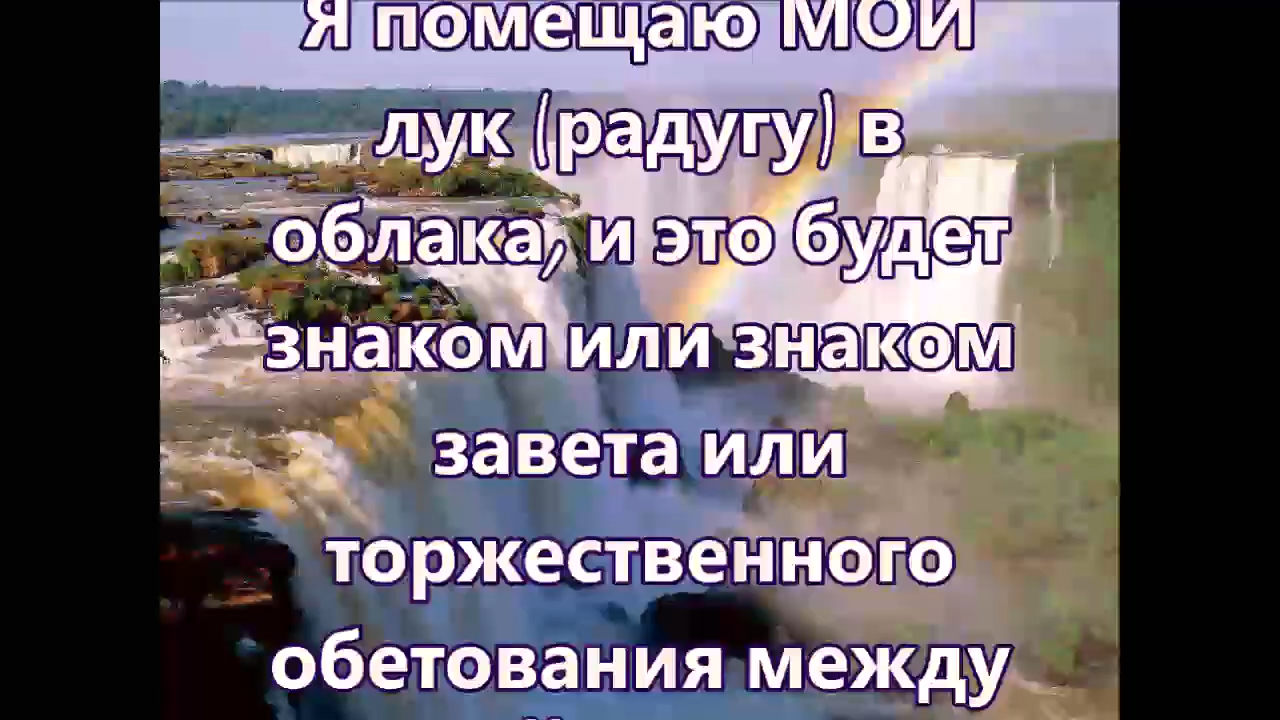 Я помещаю МОЙ
лук (радугу) в
облака, и это будет
знаком или знаком
завета или
торжественного
обетования между